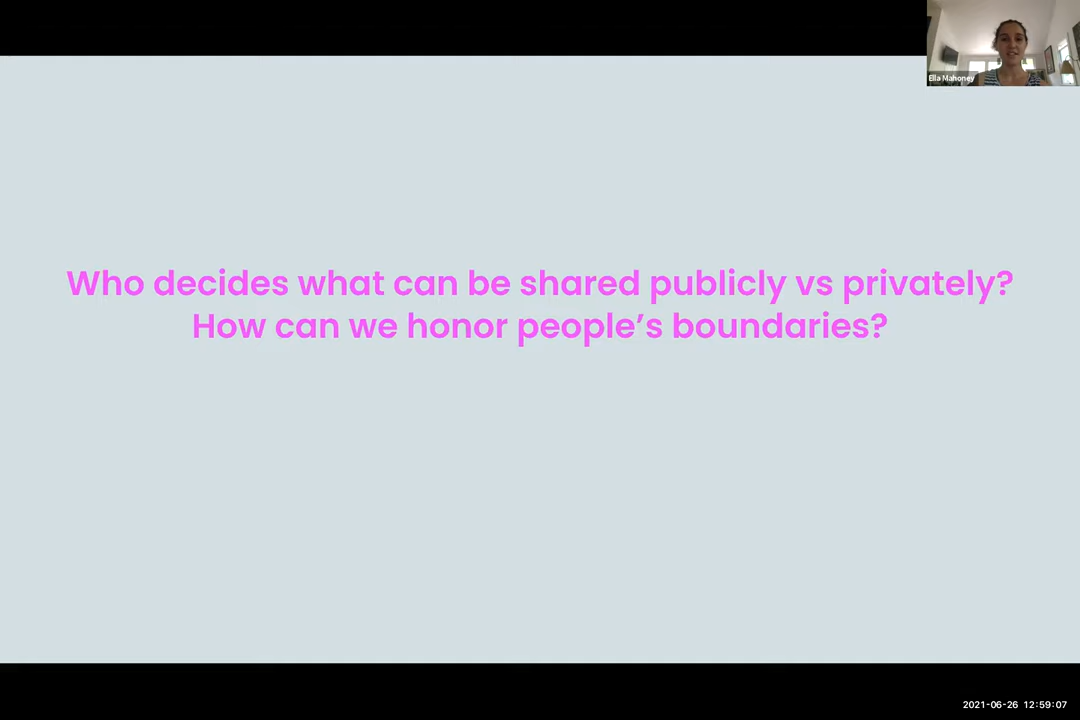 Ella Mahoney
Who decides what can be shared publicly vs privately?
How can we honor people’s boundaries?
2021-06-26 12:59:07